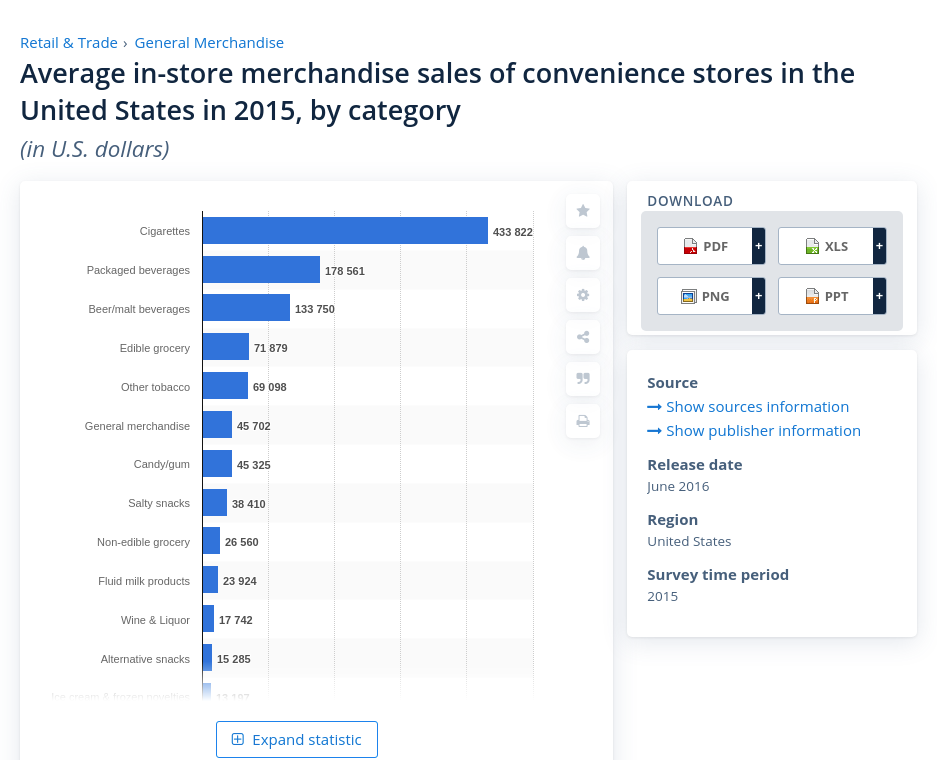 Retail & Trade › General Merchandise
Average in-store merchandise sales of convenience stores in the
United States in 2015, by category
(in U.S. dollars)
Cigarettes 433 822
Packaged beverages 178 561
Beer/malt beverages 133 750
Edible grocery 71 879
Other tobacco 69 098
General merchandise 45 702
Candy/gum 45 325
Salty snacks 38 410
Non-edible grocery 26 560
Fluid milk products 23 924
Wine & Liquor 17 742
Alternative snacks 15 285
Ice cream & frozen novelties 13 107
Expand statistic
DOWNLOAD
PDF + XLS +
PNG + PPT +
Source
Show sources information
Show publisher information
Release date
June 2016
Region
United States
Survey time period
2015